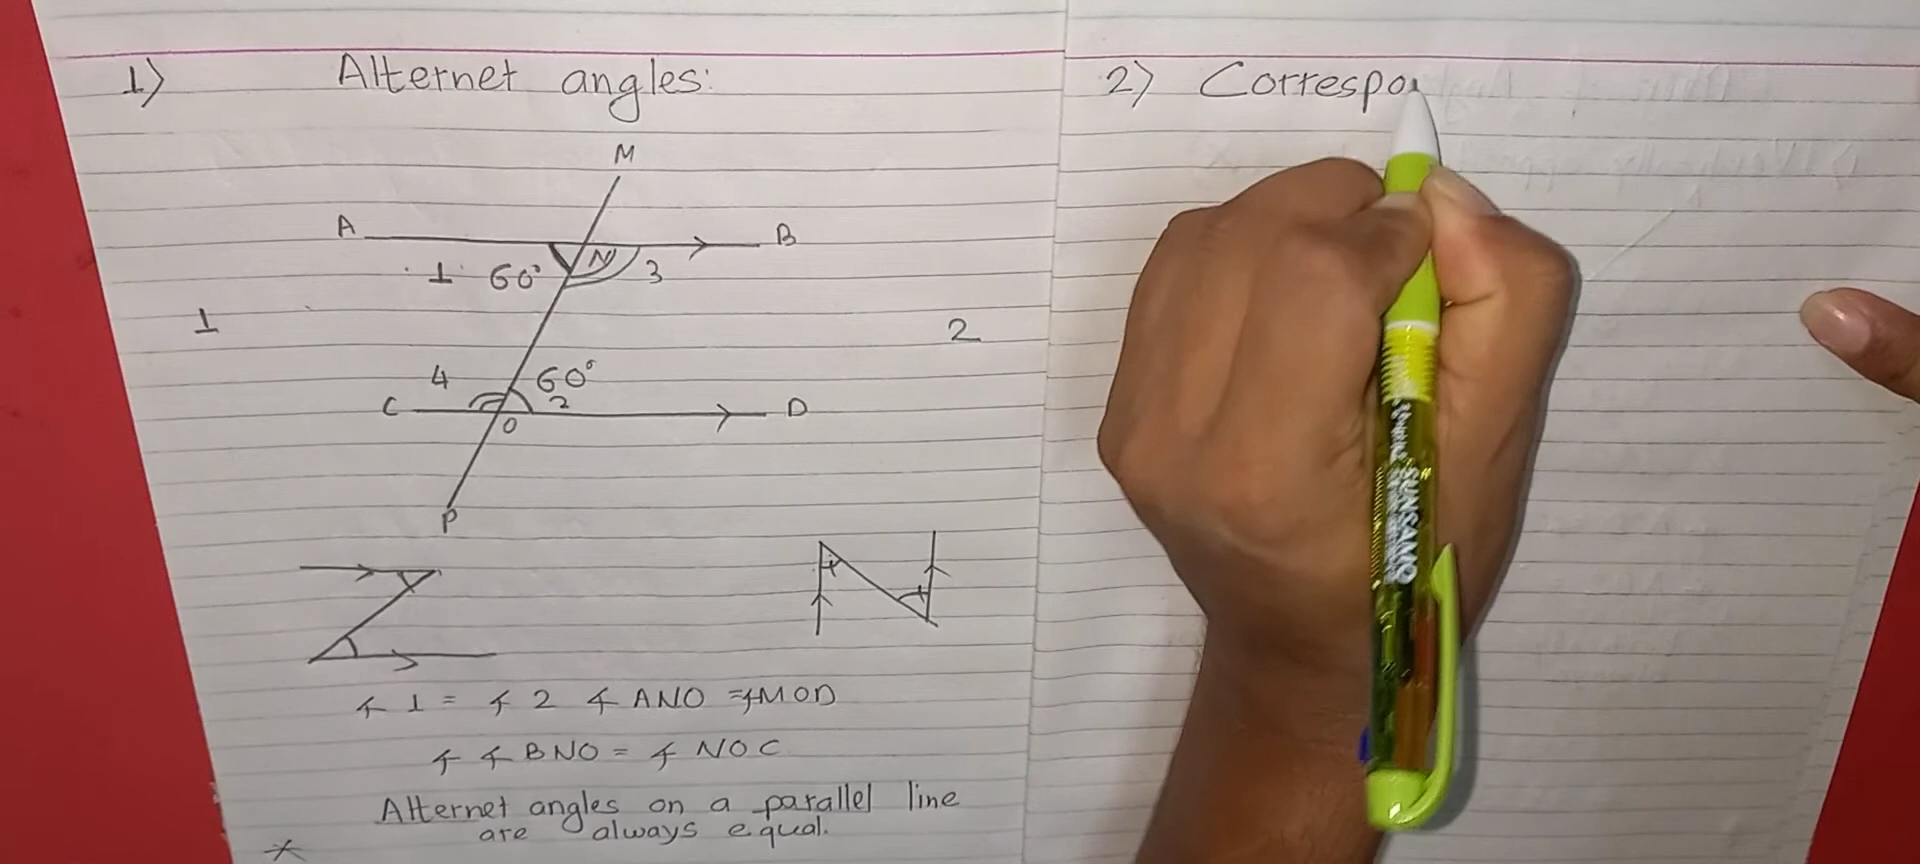 1) Alternet angles:
M
A B
1 60° N 3
1 2
4 60°
C 2 D
O
P
∡ 1 = ∡ 2 ∡ ANO = ∡MOD
∡ ∡ BNO = ∡ NOC
Alternet angles on a parallel line
are always equal.
2) Correspo
SUNSAMO